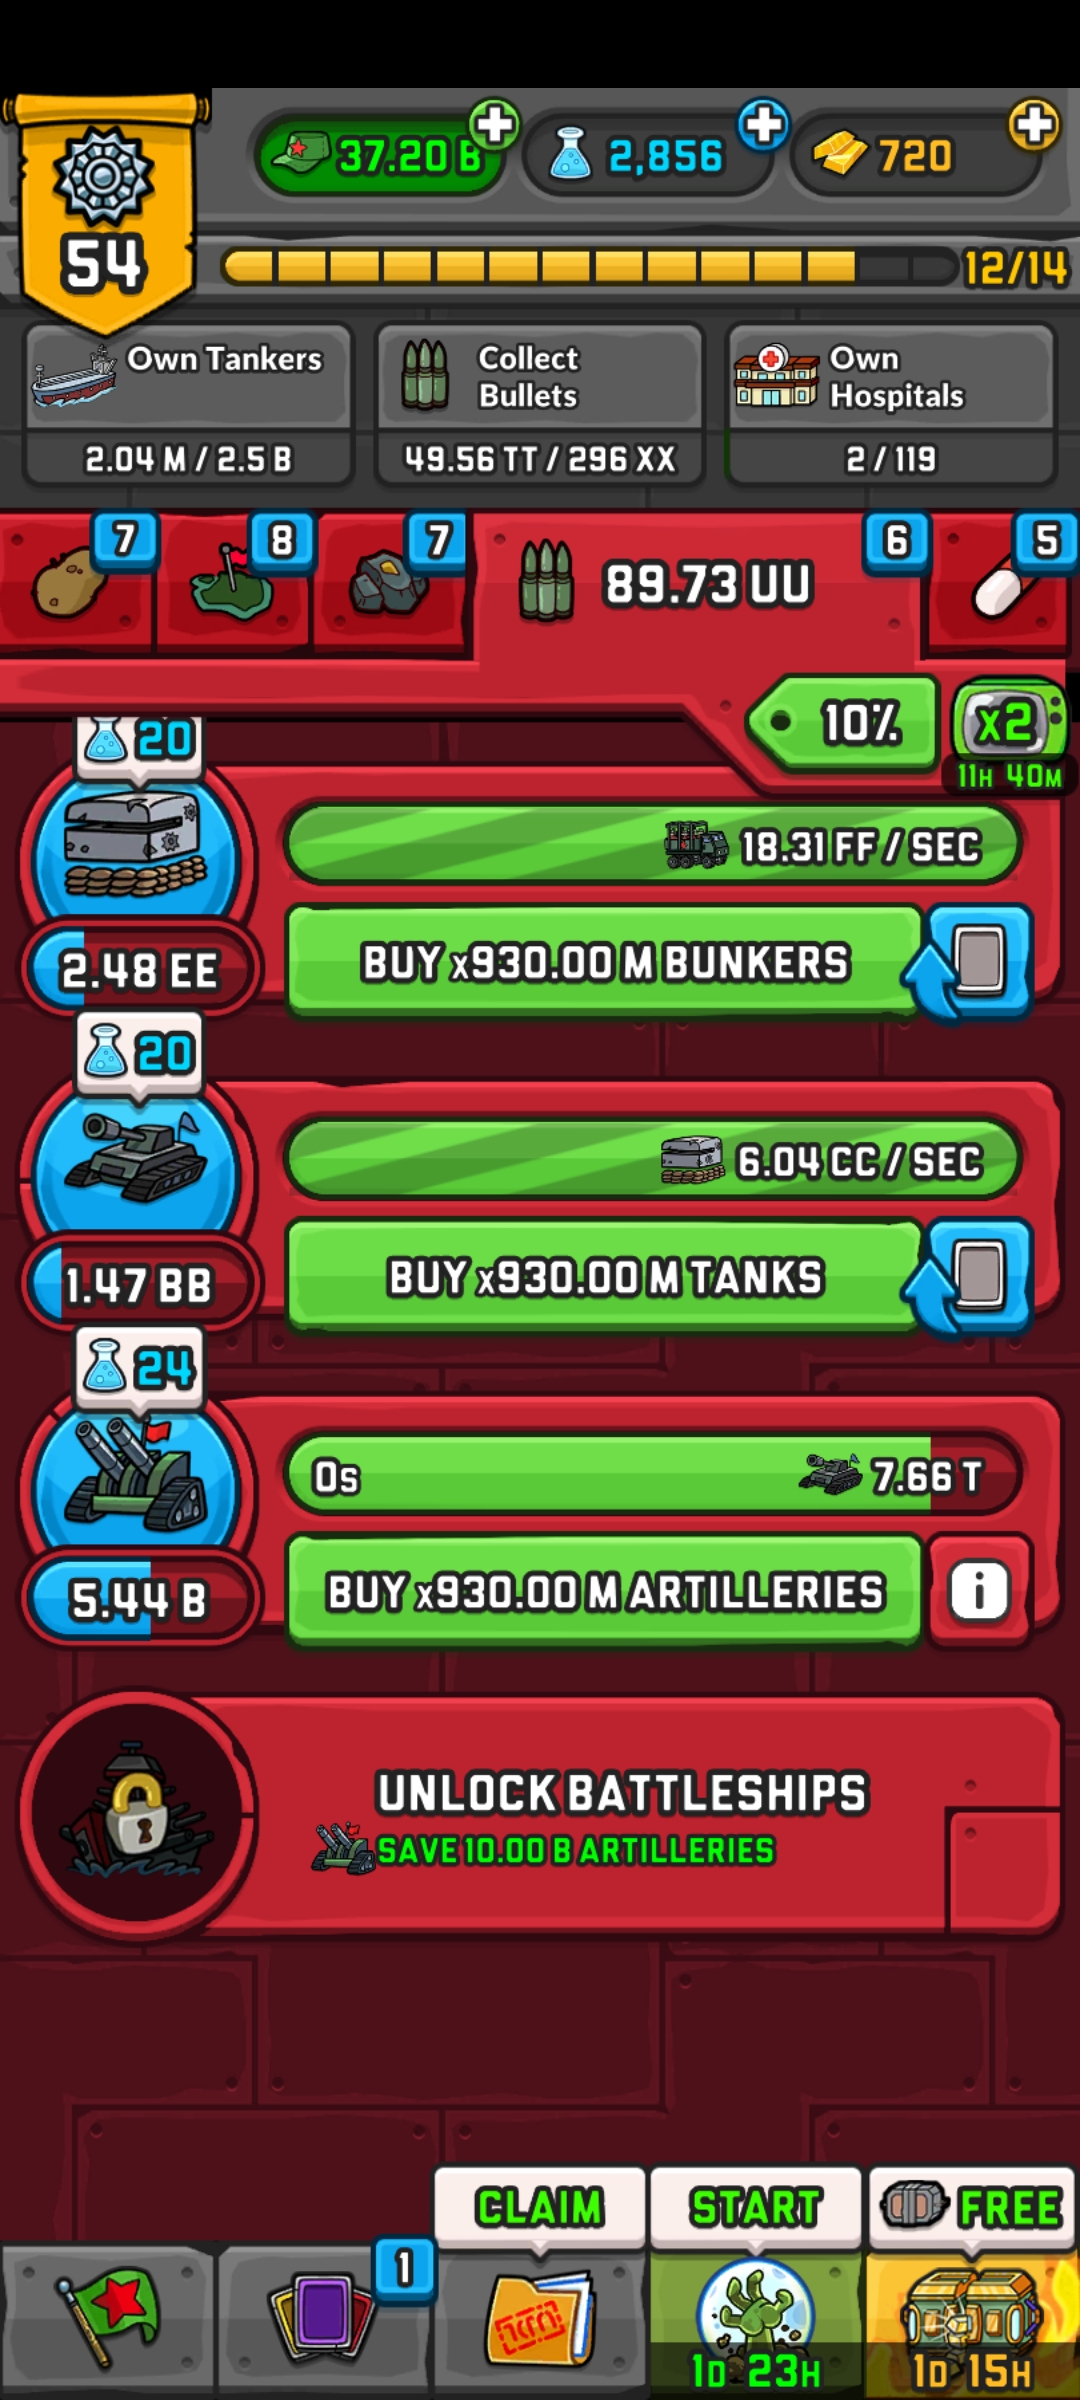 54
37.20 B
2,856
720
12/14
Own Tankers
2.04 M / 2.5 B
Collect
Bullets
49.56 TT / 296 XX
Own
Hospitals
2 / 119
7
8
7
89.73 UU
6
5
10%
x2
11H 40M
20
18.31 FF / SEC
BUY x930.00 M BUNKERS
2.48 EE
20
6.04 CC / SEC
BUY x930.00 M TANKS
1.47 BB
24
0s
7.66 T
BUY x930.00 M ARTILLERIES
i
5.44 B
UNLOCK BATTLESHIPS
SAVE 10.00 B ARTILLERIES
CLAIM
START
FREE
1
1D 23H
1D 15H